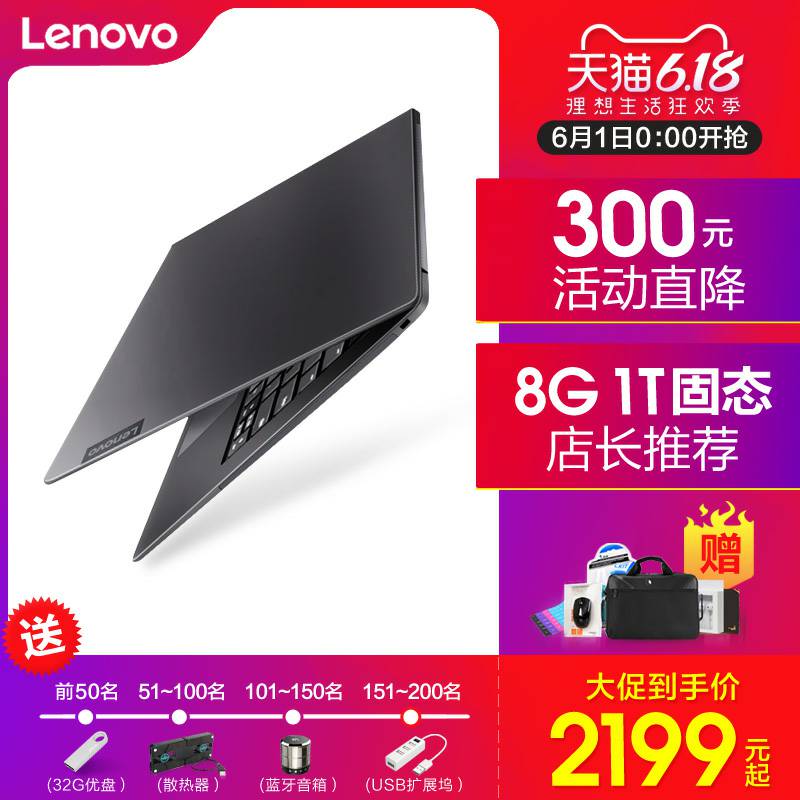 Lenovo
天猫6.18
理想生活狂欢季
6月1日0:00开抢
300元
活动直降
8G 1T固态
店长推荐
Lenovo
赠
送
前50名
51~100名
101~150名
151~200名
(32G优盘)
(散热器)
(蓝牙音箱)
(USB扩展坞)
大促到手价
2199元起